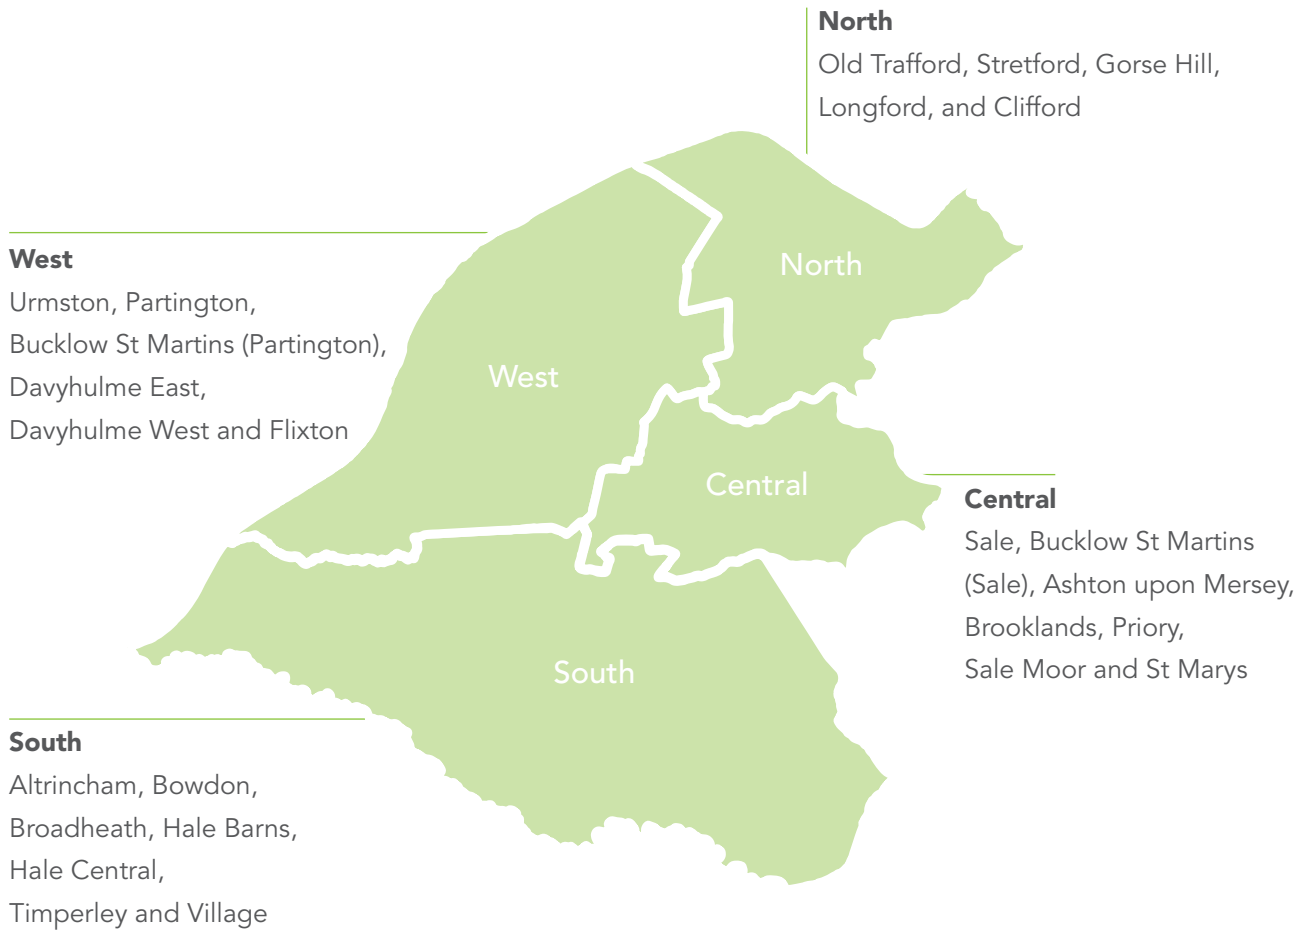 North
Old Trafford, Stretford, Gorse Hill,
Longford, and Clifford
North
West
Urmston, Partington,
Bucklow St Martins (Partington),
Davyhulme East,
Davyhulme West and Flixton
West
Central
Central
Sale, Bucklow St Martins
(Sale), Ashton upon Mersey,
Brooklands, Priory,
Sale Moor and St Marys
South
South
Altrincham, Bowdon,
Broadheath, Hale Barns,
Hale Central,
Timperley and Village